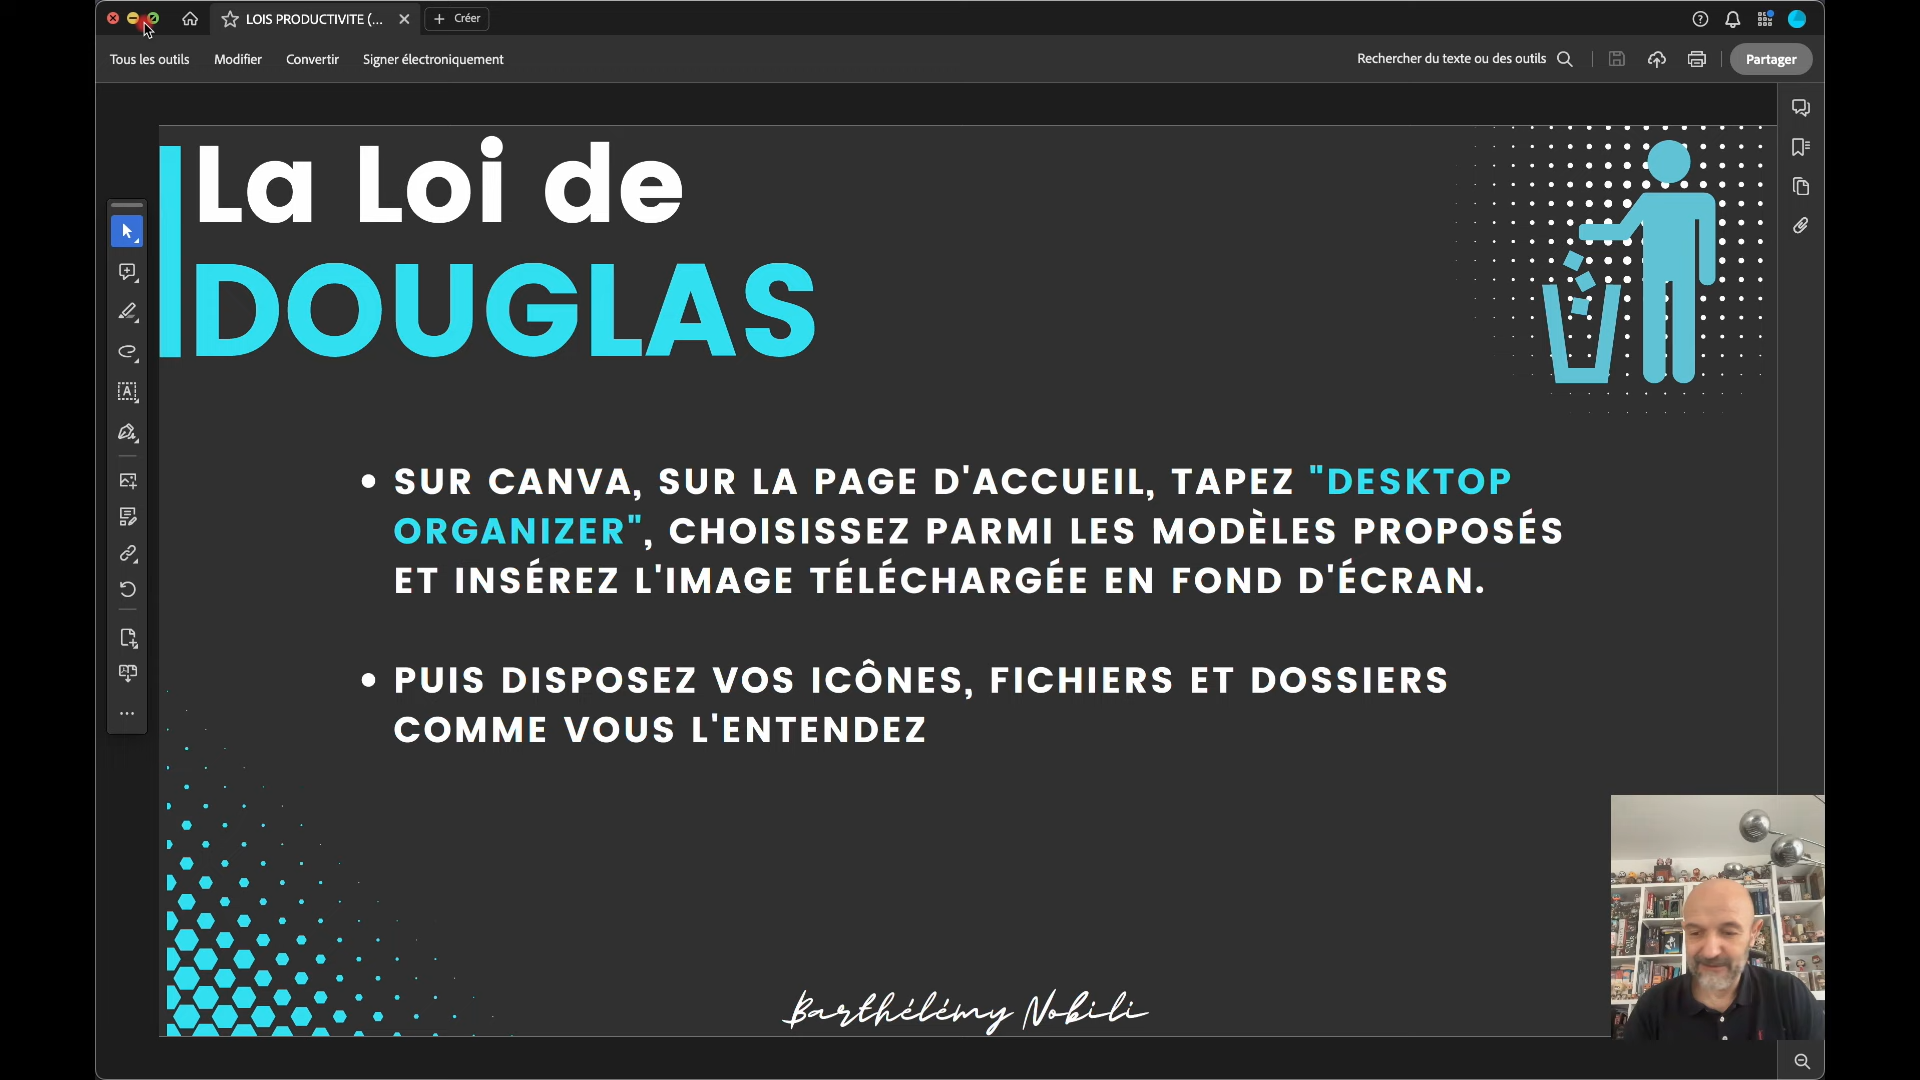 LOIS PRODUCTIVITE (...
Créer
Tous les outils
Modifier
Convertir
Signer électroniquement
Rechercher du texte ou des outils
Partager
La Loi de
DOUGLAS
SUR CANVA, SUR LA PAGE D'ACCUEIL, TAPEZ "DESKTOP
ORGANIZER", CHOISISSEZ PARMI LES MODÈLES PROPOSÉS
ET INSÉREZ L'IMAGE TÉLÉCHARGÉE EN FOND D'ÉCRAN.
PUIS DISPOSEZ VOS ICÔNES, FICHIERS ET DOSSIERS
COMME VOUS L'ENTENDEZ
Barthélémy Nobili